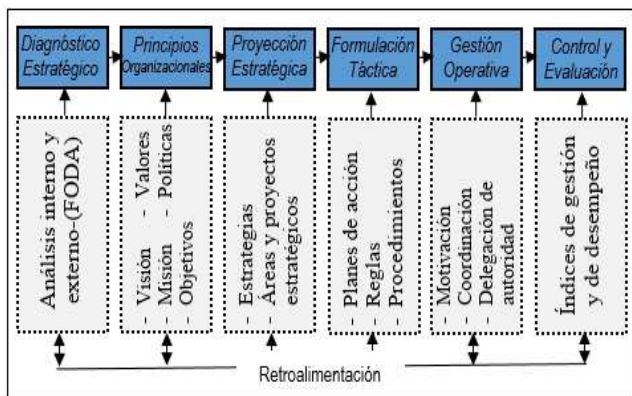 Diagnóstico
Estratégico
Principios
Organizacionales
Proyección
Estratégica
Formulación
Tàctica
Gestión
Operativa
Control y
Evaluación
Análisis interno y
externo-(FODA)
- Visión - Valores
- Misión - Políticas
- Objetivos
- Estrategias
- Áreas y proyectos
estratégicos
- Planes de acción
- Reglas
- Procedimientos
- Motivación
- Coordinación
- Delegación de
autoridad
Índices de gestión
y de desempeño
Retroalimentación